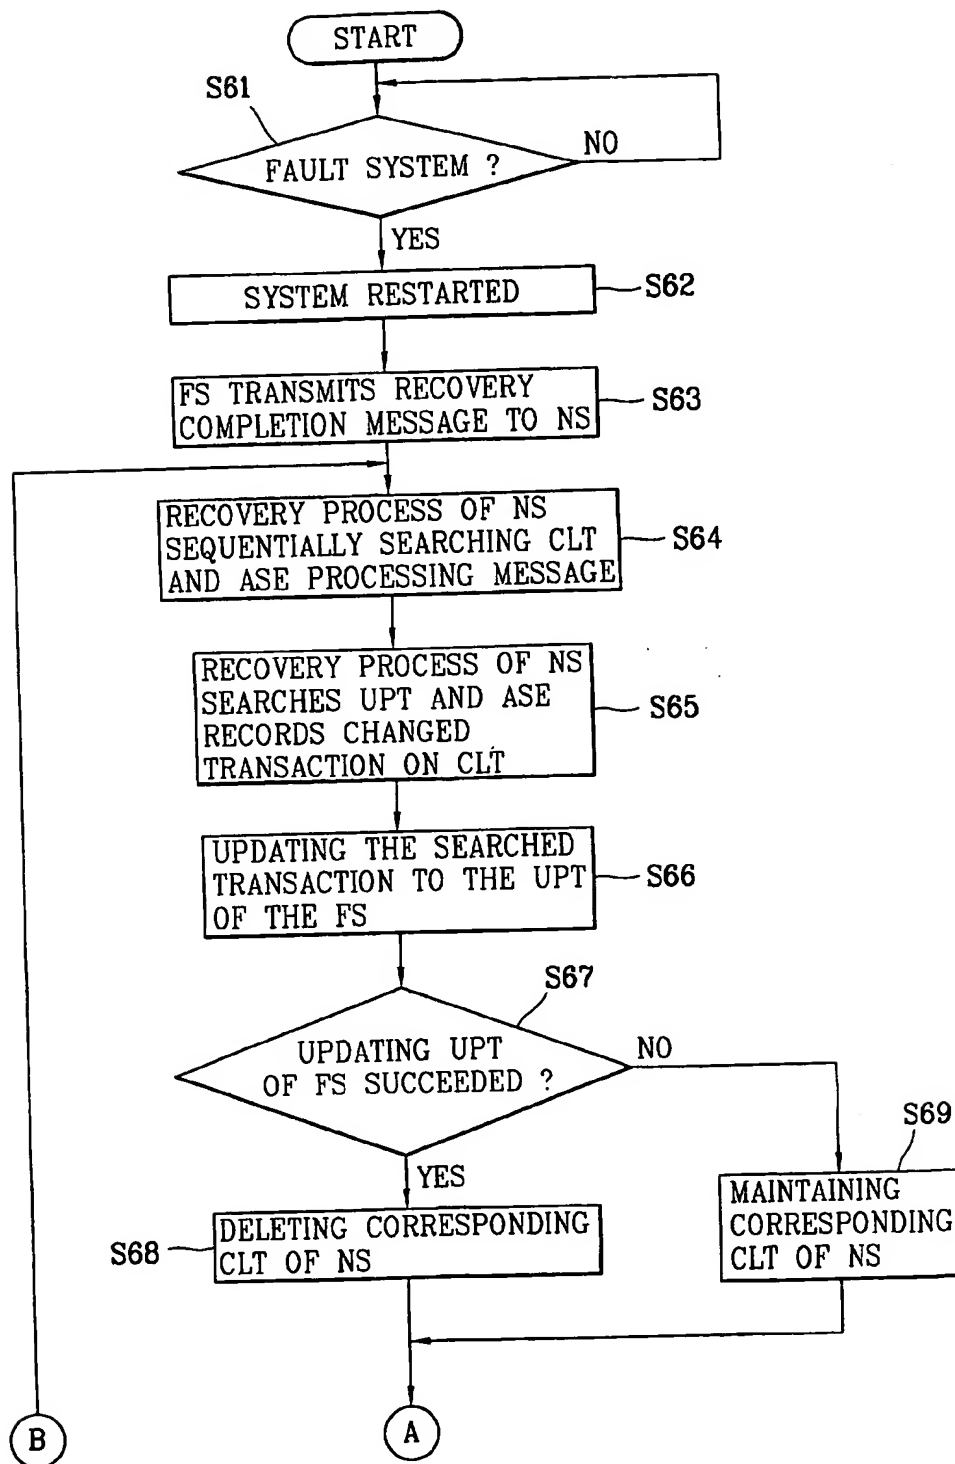 START
S61
NO
FAULT SYSTEM ?
YES
SYSTEM RESTARTED
S62
FS TRANSMITS RECOVERY
COMPLETION MESSAGE TO NS
S63
RECOVERY PROCESS OF NS
SEQUENTIALLY SEARCHING CLT
AND ASE PROCESSING MESSAGE
S64
RECOVERY PROCESS OF NS
SEARCHES UPT AND ASE
RECORDS CHANGED
TRANSACTION ON CLT
S65
UPDATING THE SEARCHED
TRANSACTION TO THE UPT
OF THE FS
S66
S67
UPDATING UPT
OF FS SUCCEEDED ?
NO
YES
S69
MAINTAINING
CORRESPONDING
CLT OF NS
S68
DELETING CORRESPONDING
CLT OF NS
B
A